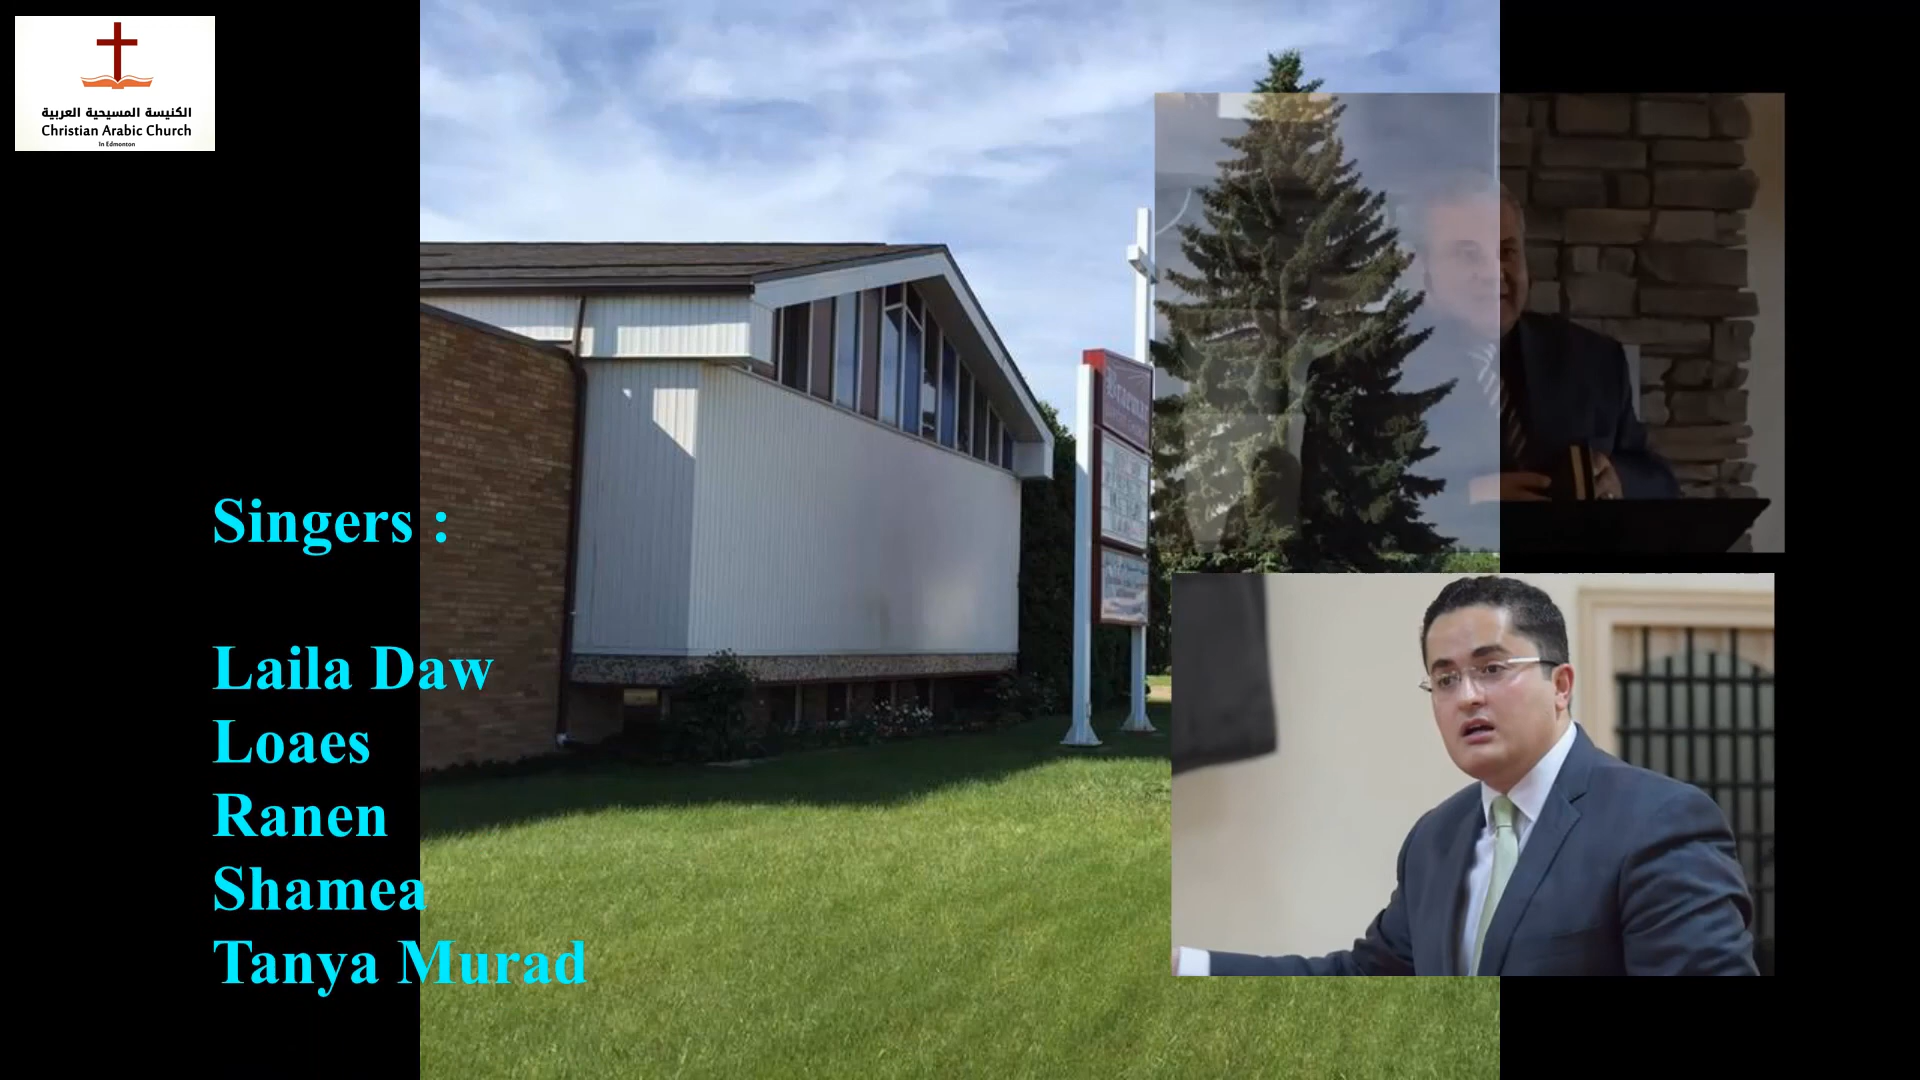 الكنيسة المسيحية العربية
Christian Arabic Church
In Edmonton
Singers :
Laila Daw
Loaes
Ranen
Shamea
Tanya Murad